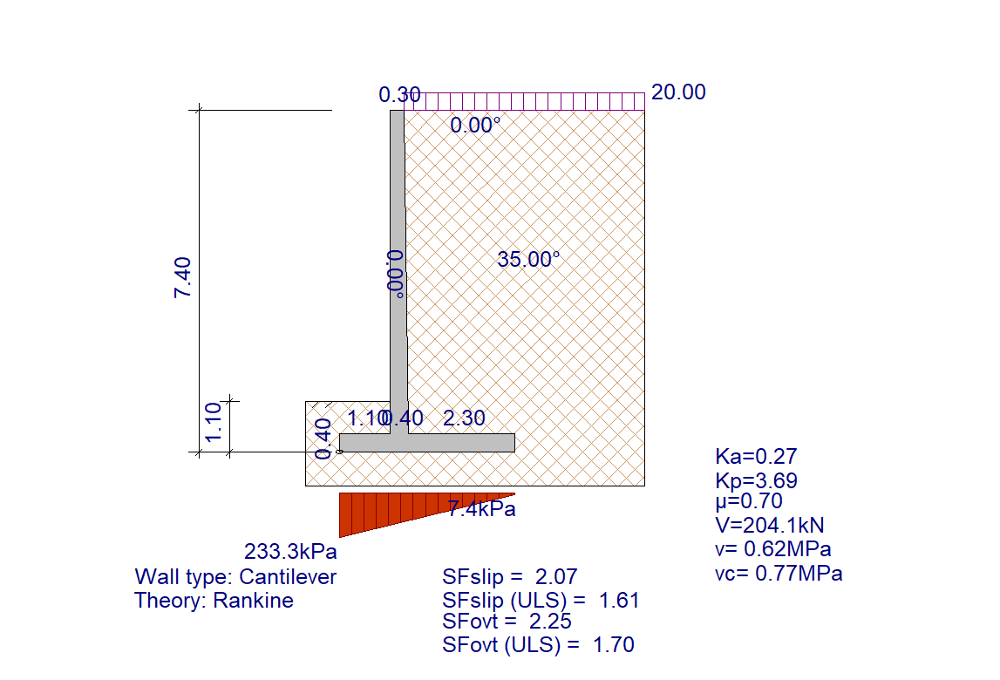 0.30
20.00
0.00°
7.40
0.00°
35.00°
1.10
0.40
1.10
0.40
2.30
Ka=0.27
Kp=3.69
µ=0.70
V=204.1kN
v= 0.62MPa
vc= 0.77MPa
7.4kPa
233.3kPa
Wall type: Cantilever
Theory: Rankine
SFslip = 2.07
SFslip (ULS) = 1.61
SFovt = 2.25
SFovt (ULS) = 1.70